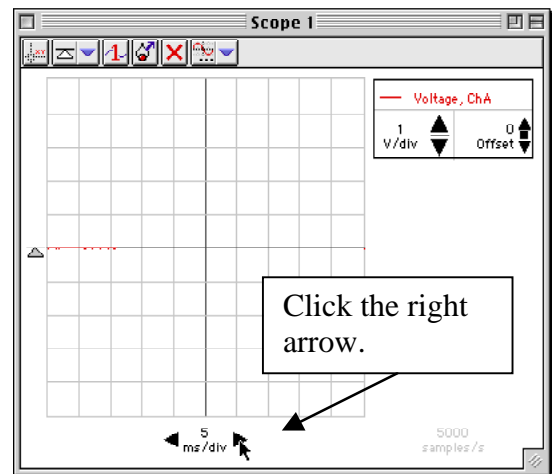 Scope 1
Voltage, ChA
1
V/div
0
Offset
Click the right
arrow.
5
ms/div
5000
samples/s